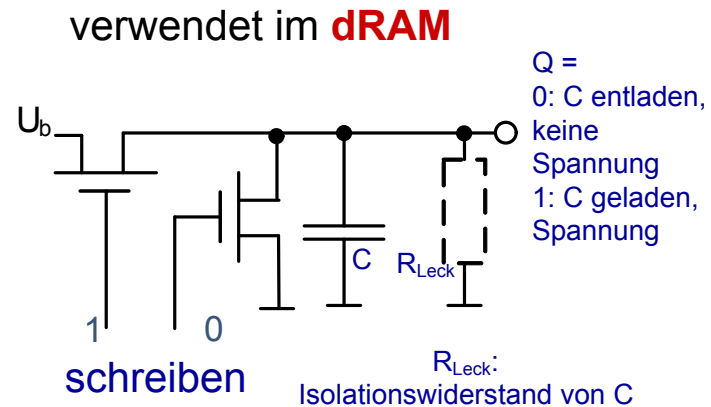 verwendet im dRAM
Q =
0: C entladen,
keine
Spannung
1: C geladen,
Spannung
Ub
C
RLeck
1 0
schreiben
RLeck:
Isolationswiderstand von C